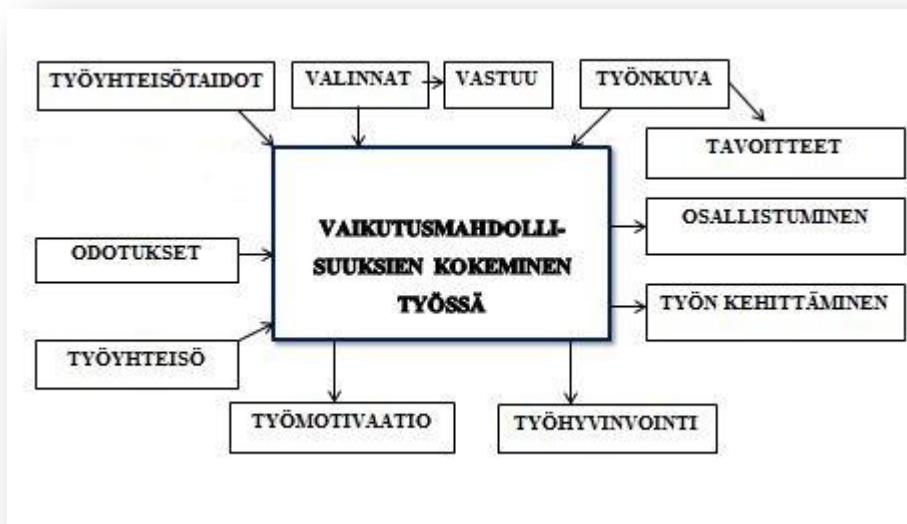 TYÖYHTEISÖTAIDOT
VALINNAT
VASTUU
TYÖNKUVA
TAVOITTEET
OSALLISTUMINEN
VAIKUTUSMAHDOLLI-
SUUKSIEN KOKEMINEN
TYÖSSÄ
ODOTUKSET
TYÖN KEHITTÄMINEN
TYÖYHTEISÖ
TYÖMOTIVAATIO
TYÖHYVINVOINTI